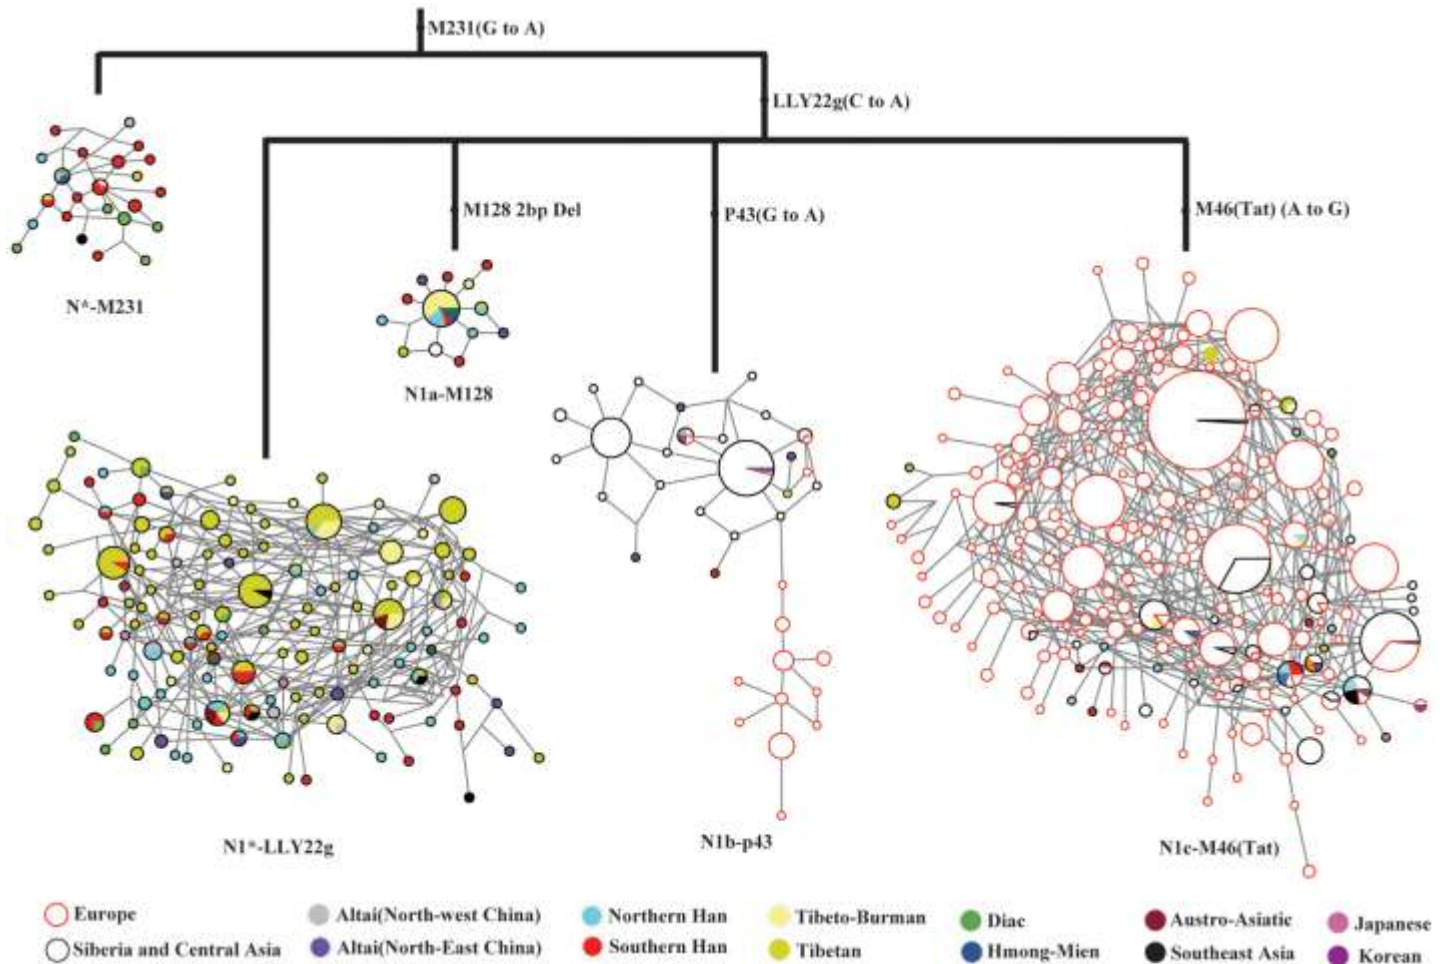 M231(G to A)
LLY22g(C to A)
M128 2bp Del
P43(G to A)
M46(Tat) (A to G)
N*-M231
N1a-M128
N1*-LLY22g
N1b-p43
N1c-M46(Tat)
Europe
Altai(North-west China)
Northern Han
Tibeto-Burman
Diac
Austro-Asiatic
Japanese
Siberia and Central Asia
Altai(North-East China)
Southern Han
Tibetan
Hmong-Mien
Southeast Asia
Korean